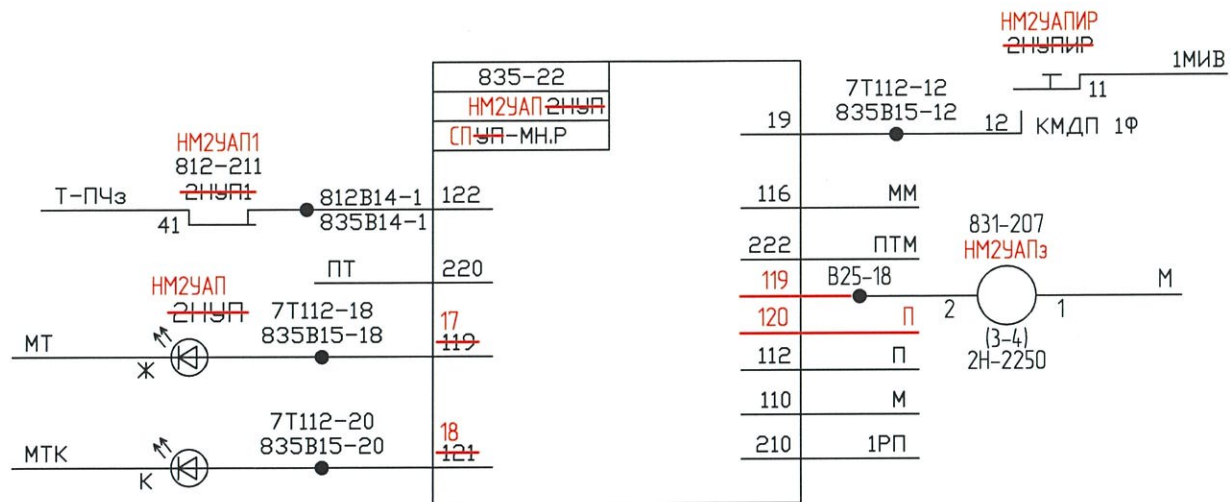 НМ2УАПИР
2НУПИР
1МИВ
11
7Т112-12
835В15-12
19
12
КМДП 1Ф
835-22
НМ2УАП 2НУП
СП УП-МН.Р
НМ2УАП1
812-211
2НУП1
Т-ПЧз
41
812В14-1
835В14-1
122
116
ММ
222
ПТМ
831-207
НМ2УАПз
ПТ
220
119
В25-18
2
1
М
(3-4)
2Н-2250
НМ2УАП
2НУП
7Т112-18
835В15-18
17
119
МТ
Ж
120
П
112
П
110
М
7Т112-20
835В15-20
18
121
МТК
К
210
1РП